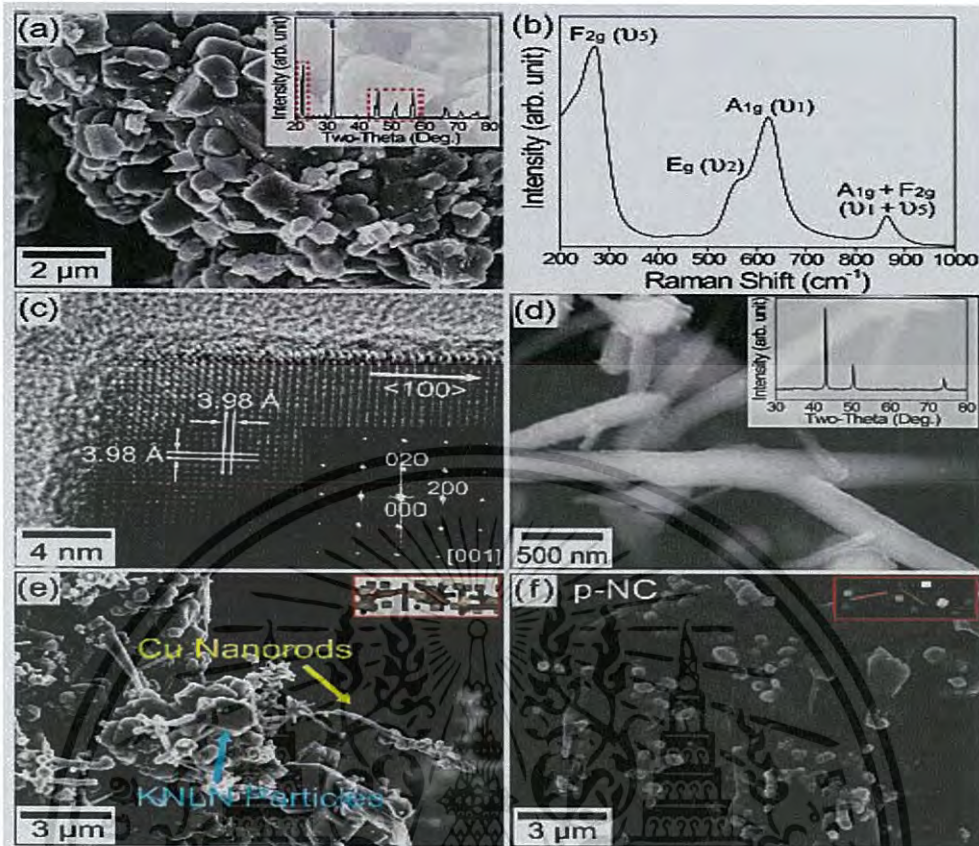 (a)
Intensity (arb. unit)
20 30 40 50 60 70 80
Two-Theta (Deg.)
2 μm
(b)
Intensity (arb. unit)
F2g (υ5)
A1g (υ1)
Eg (υ2)
A1g + F2g
(υ1 + υ5)
200 300 400 500 600 700 800 900 1000
Raman Shift (cm-1)
(c)
<100>
3.98 Å
3.98 Å
020
200
000
[001]
4 nm
(d)
Intensity (arb. unit)
30 40 50 60 70 80
Two-Theta (Deg.)
500 nm
(e)
Cu Nanorods
KNLN Particles
3 μm
(f) p-NC
3 μm